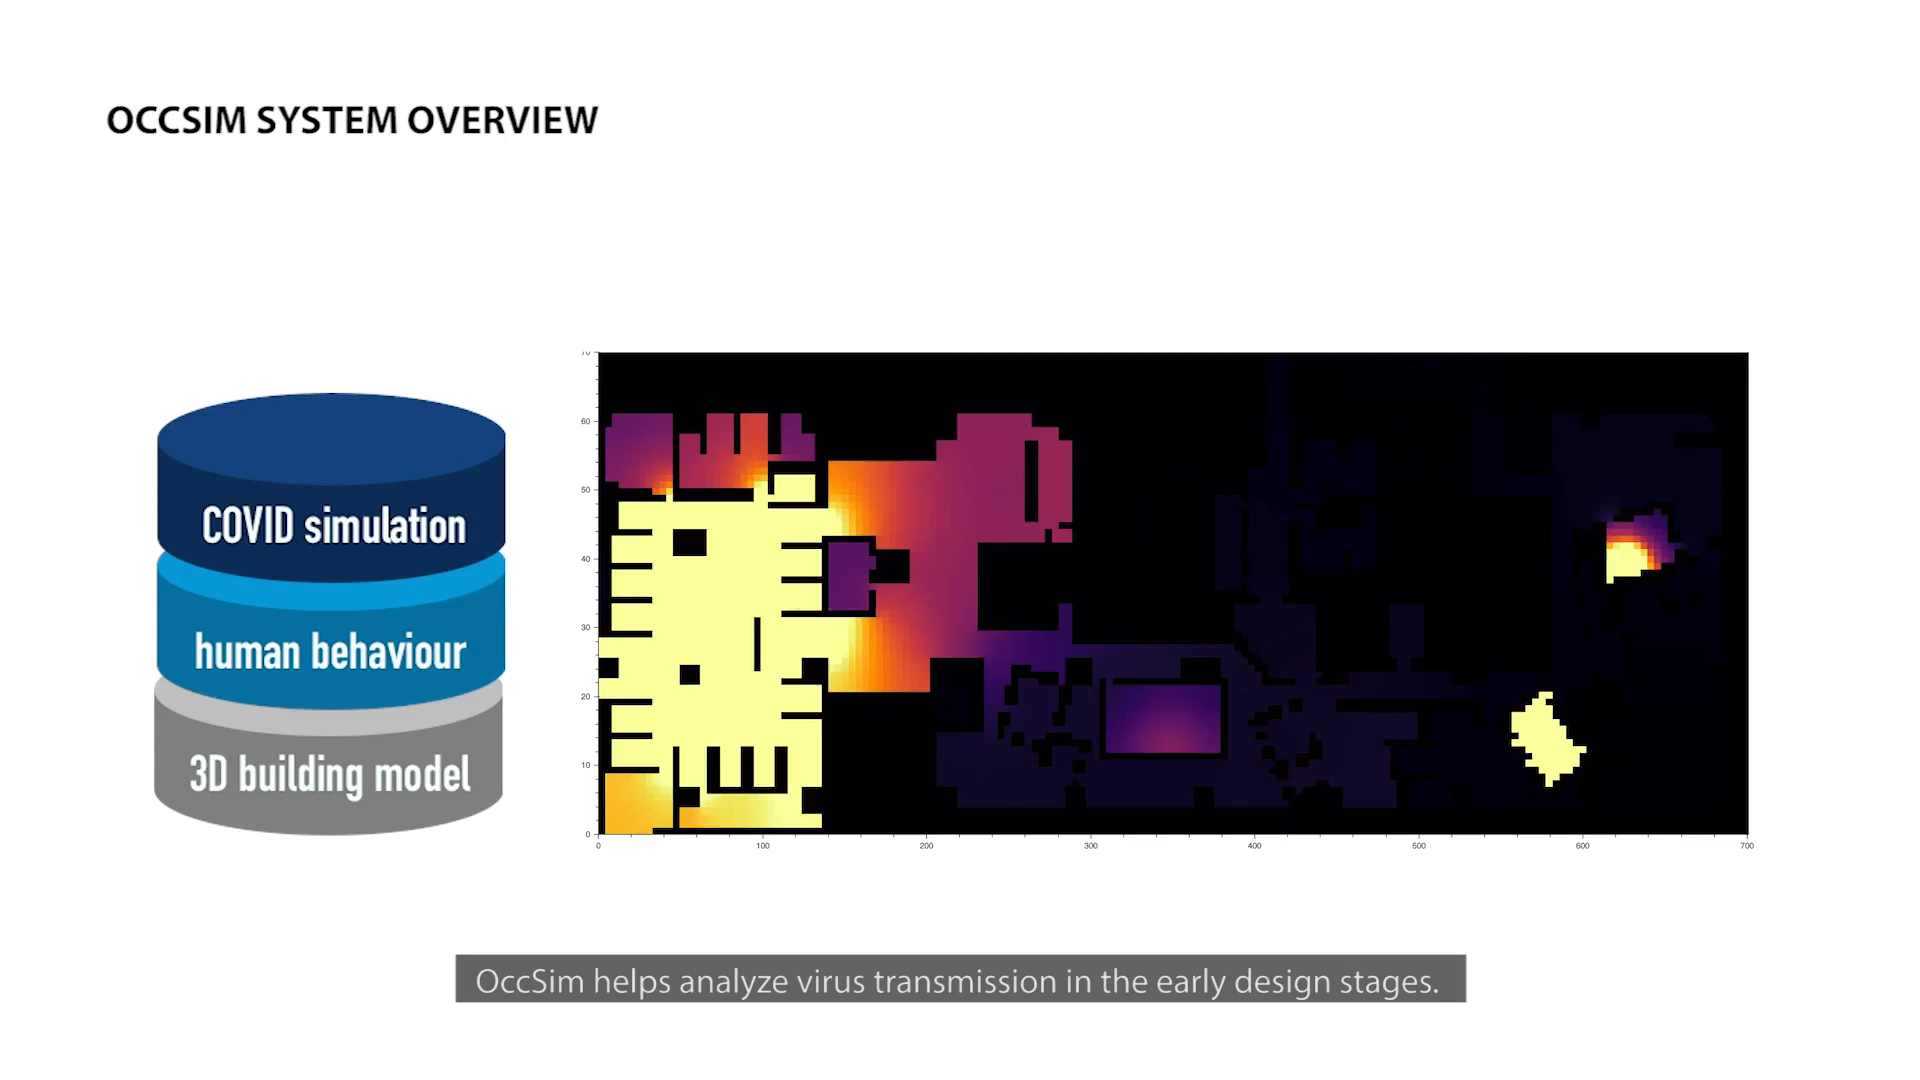 OCCSIM SYSTEM OVERVIEW
COVID simulation
human behaviour
3D building model
70
60
50
40
30
20
10
0
0 100 200 300 400 500 600 700
OccSim helps analyze virus transmission in the early design stages.